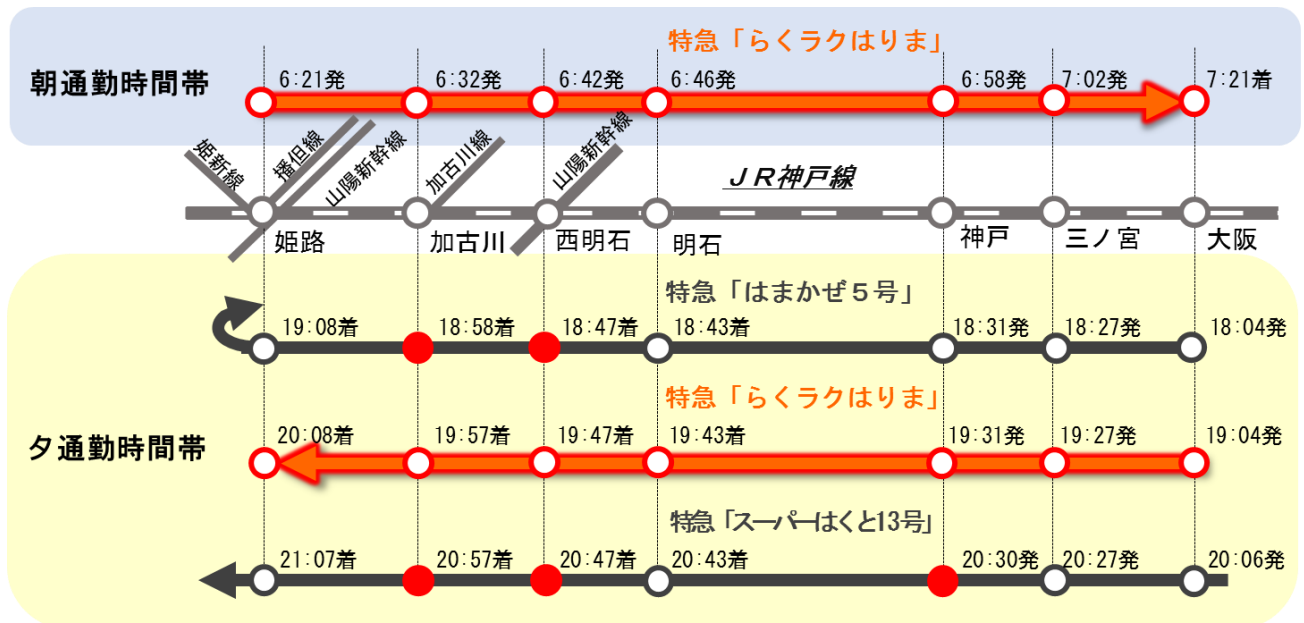 特急「らくラクはりま」
朝通勤時間帯
6:21発 6:32発 6:42発 6:46発 6:58発 7:02発 7:21着
姫新線
播但線
山陽新幹線
加古川線
山陽新幹線
JR神戸線
姫路 加古川 西明石 明石 神戸 三ノ宮 大阪
特急「はまかぜ5号」
19:08着 18:58着 18:47着 18:43着 18:31発 18:27発 18:04発
特急「らくラクはりま」
夕通勤時間帯
20:08着 19:57着 19:47着 19:43着 19:31発 19:27発 19:04発
特急「スーパーはくと13号」
21:07着 20:57着 20:47着 20:43着 20:30発 20:27発 20:06発